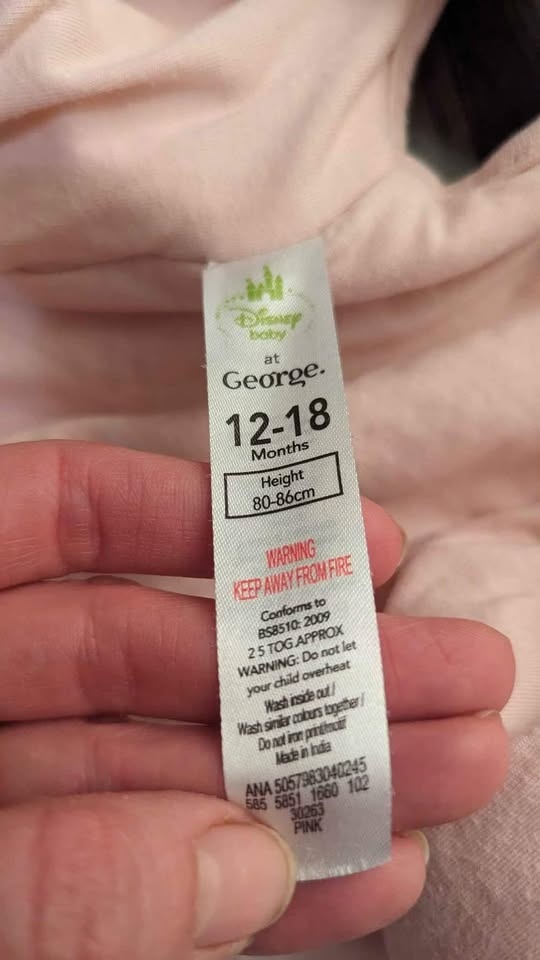 Disney
baby
at
George.
12-18
Months
Height
80-86cm
WARNING
KEEP AWAY FROM FIRE
Conforms to
BS8510: 2009
2 5 TOG APPROX
WARNING: Do not let
your child overheat
Wash inside out /
Wash similar colours together /
Do not iron print/motif
Made in India
ANA 5057983040245
585 5851 1660 102
30263
PINK